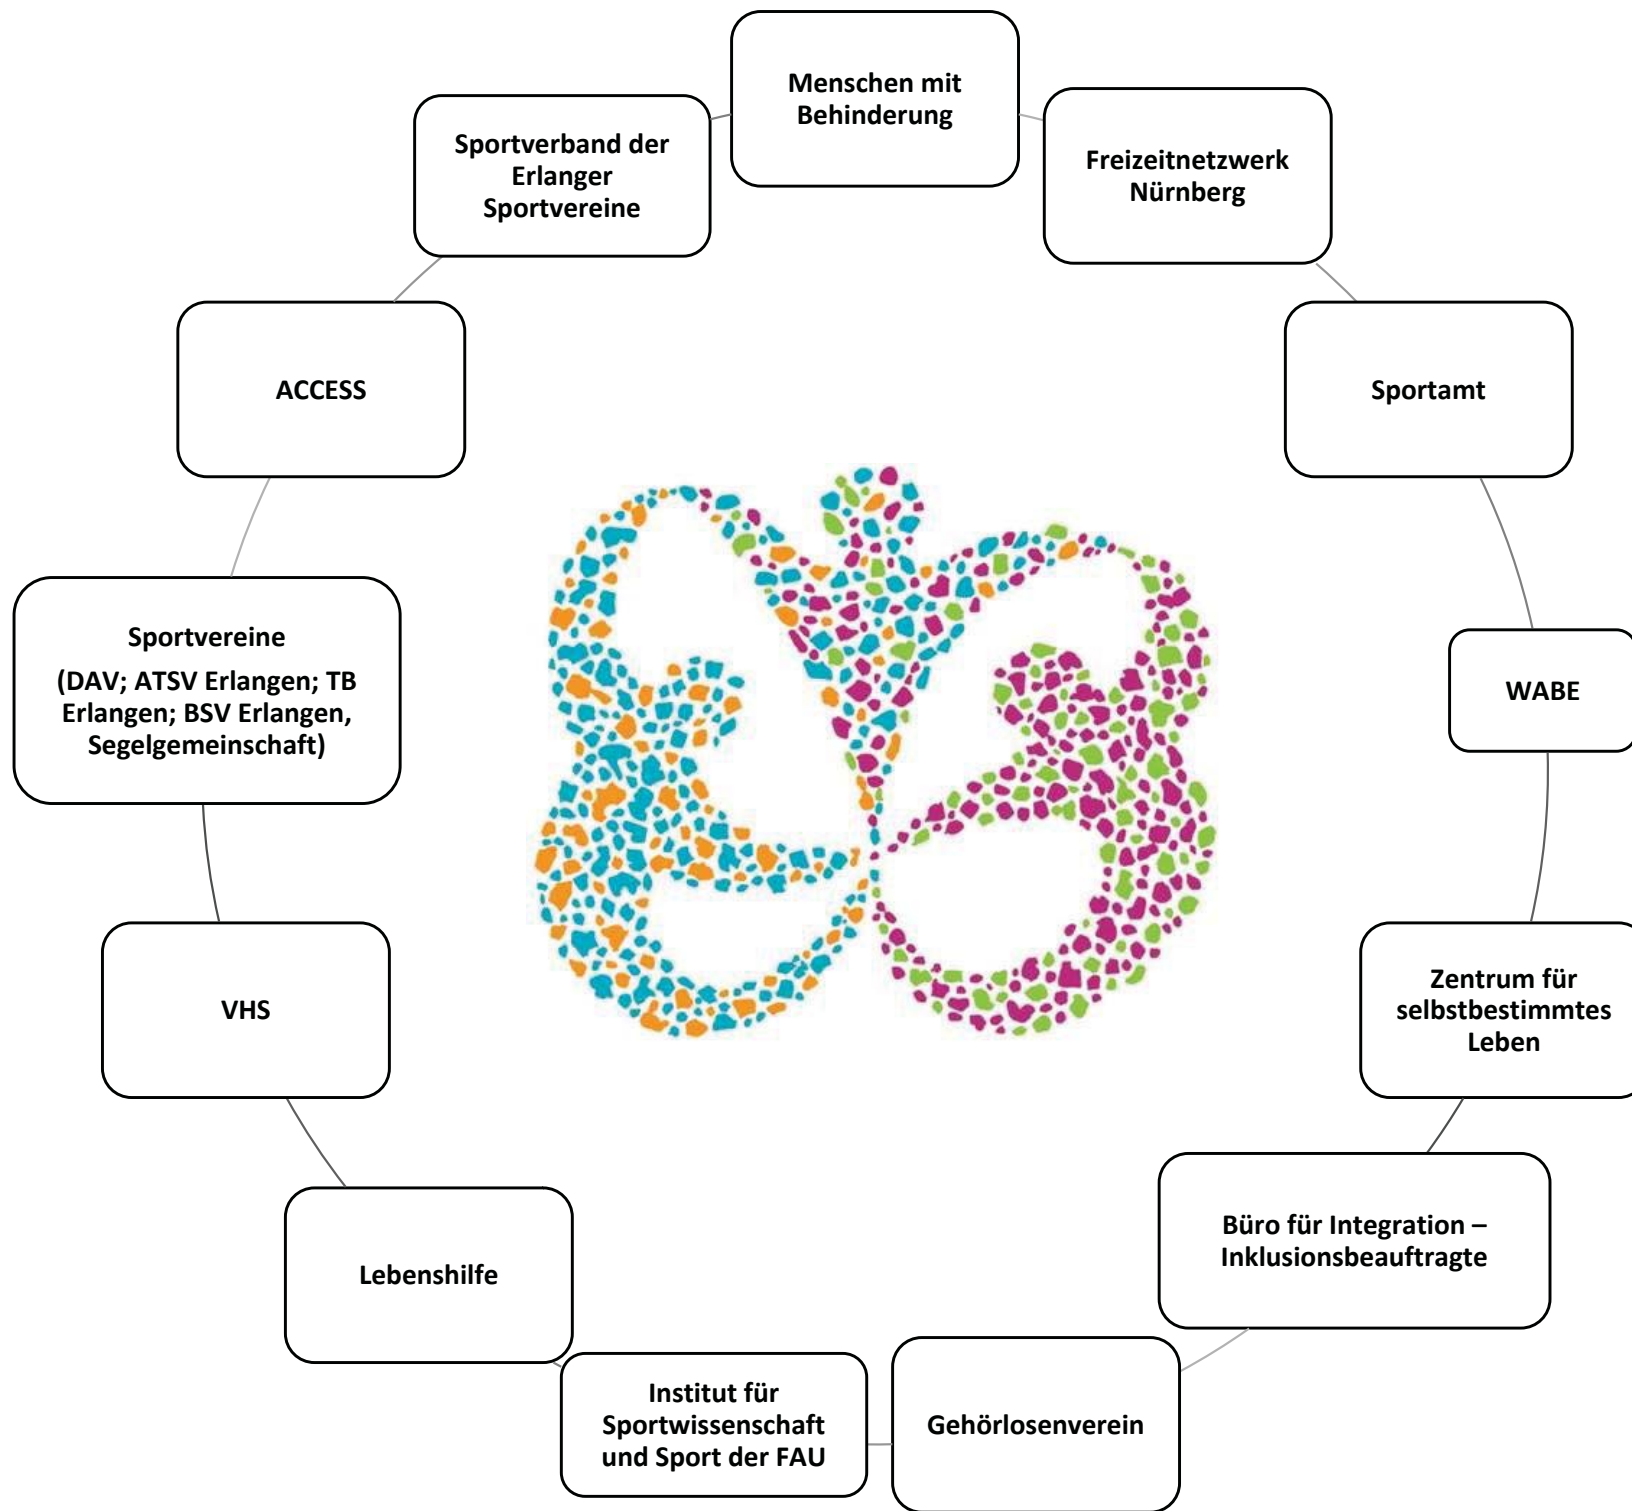 Menschen mit
Behinderung
Freizeitnetzwerk
Nürnberg
Sportamt
WABE
Zentrum für
selbstbestimmtes
Leben
Büro für Integration –
Inklusionsbeauftragte
Gehörlosenverein
Institut für
Sportwissenschaft
und Sport der FAU
Lebenshilfe
VHS
Sportvereine
(DAV; ATSV Erlangen; TB
Erlangen; BSV Erlangen,
Segelgemeinschaft)
ACCESS
Sportverband der
Erlanger
Sportvereine